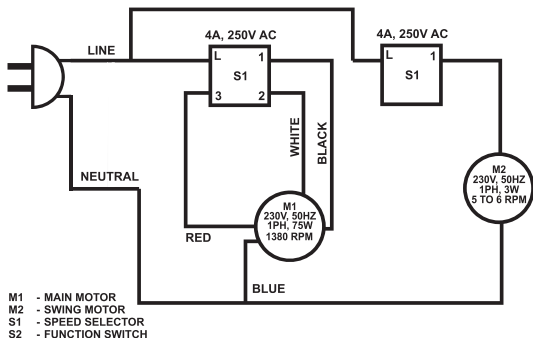 4A, 250V AC
4A, 250V AC
LINE
L 1
S1
3 2
L 1
S1
WHITE
BLACK
NEUTRAL
M1
230V, 50HZ
1PH, 75W
1380 RPM
M2
230V, 50HZ
1PH, 3W
5 TO 6 RPM
RED
BLUE
M1 - MAIN MOTOR
M2 - SWING MOTOR
S1 - SPEED SELECTOR
S2 - FUNCTION SWITCH